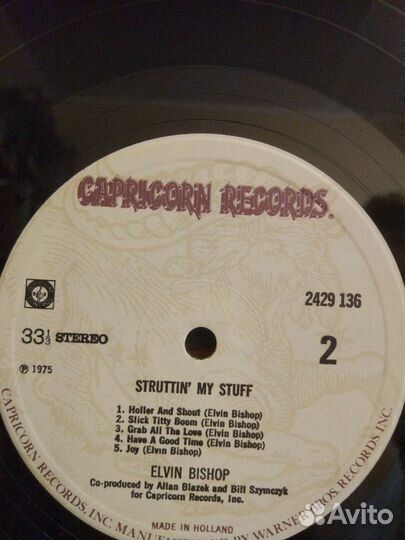 CAPRICORN RECORDS®
2429 136
33 1/3 STEREO
2
℗ 1975
STRUTTIN' MY STUFF
1. Holler And Shout (Elvin Bishop)
2. Slick Titty Boom (Elvin Bishop)
3. Grab All The Love (Elvin Bishop)
4. Have A Good Time (Elvin Bishop)
5. Joy (Elvin Bishop)
ELVIN BISHOP
Co-produced by Allan Blazek and Bill Szymczyk
for Capricorn Records, Inc.
CAPRICORN RECORDS, INC. MANUFACTURED BY WARNER BROS. RECORDS INC.
MADE IN HOLLAND
Avito